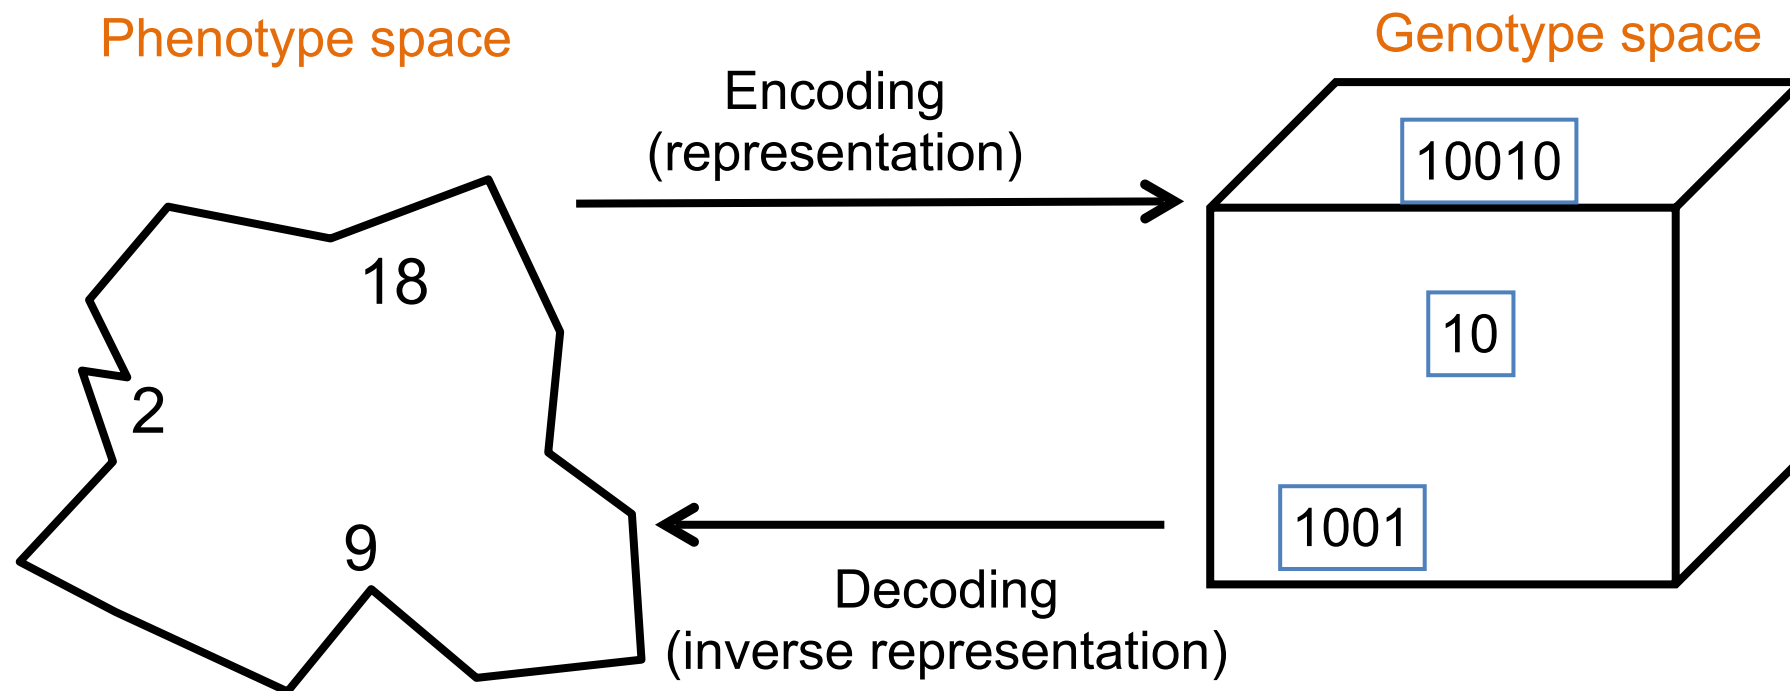 Phenotype space
Genotype space
Encoding
(representation)
10010
18
10
2
1001
9
Decoding
(inverse representation)